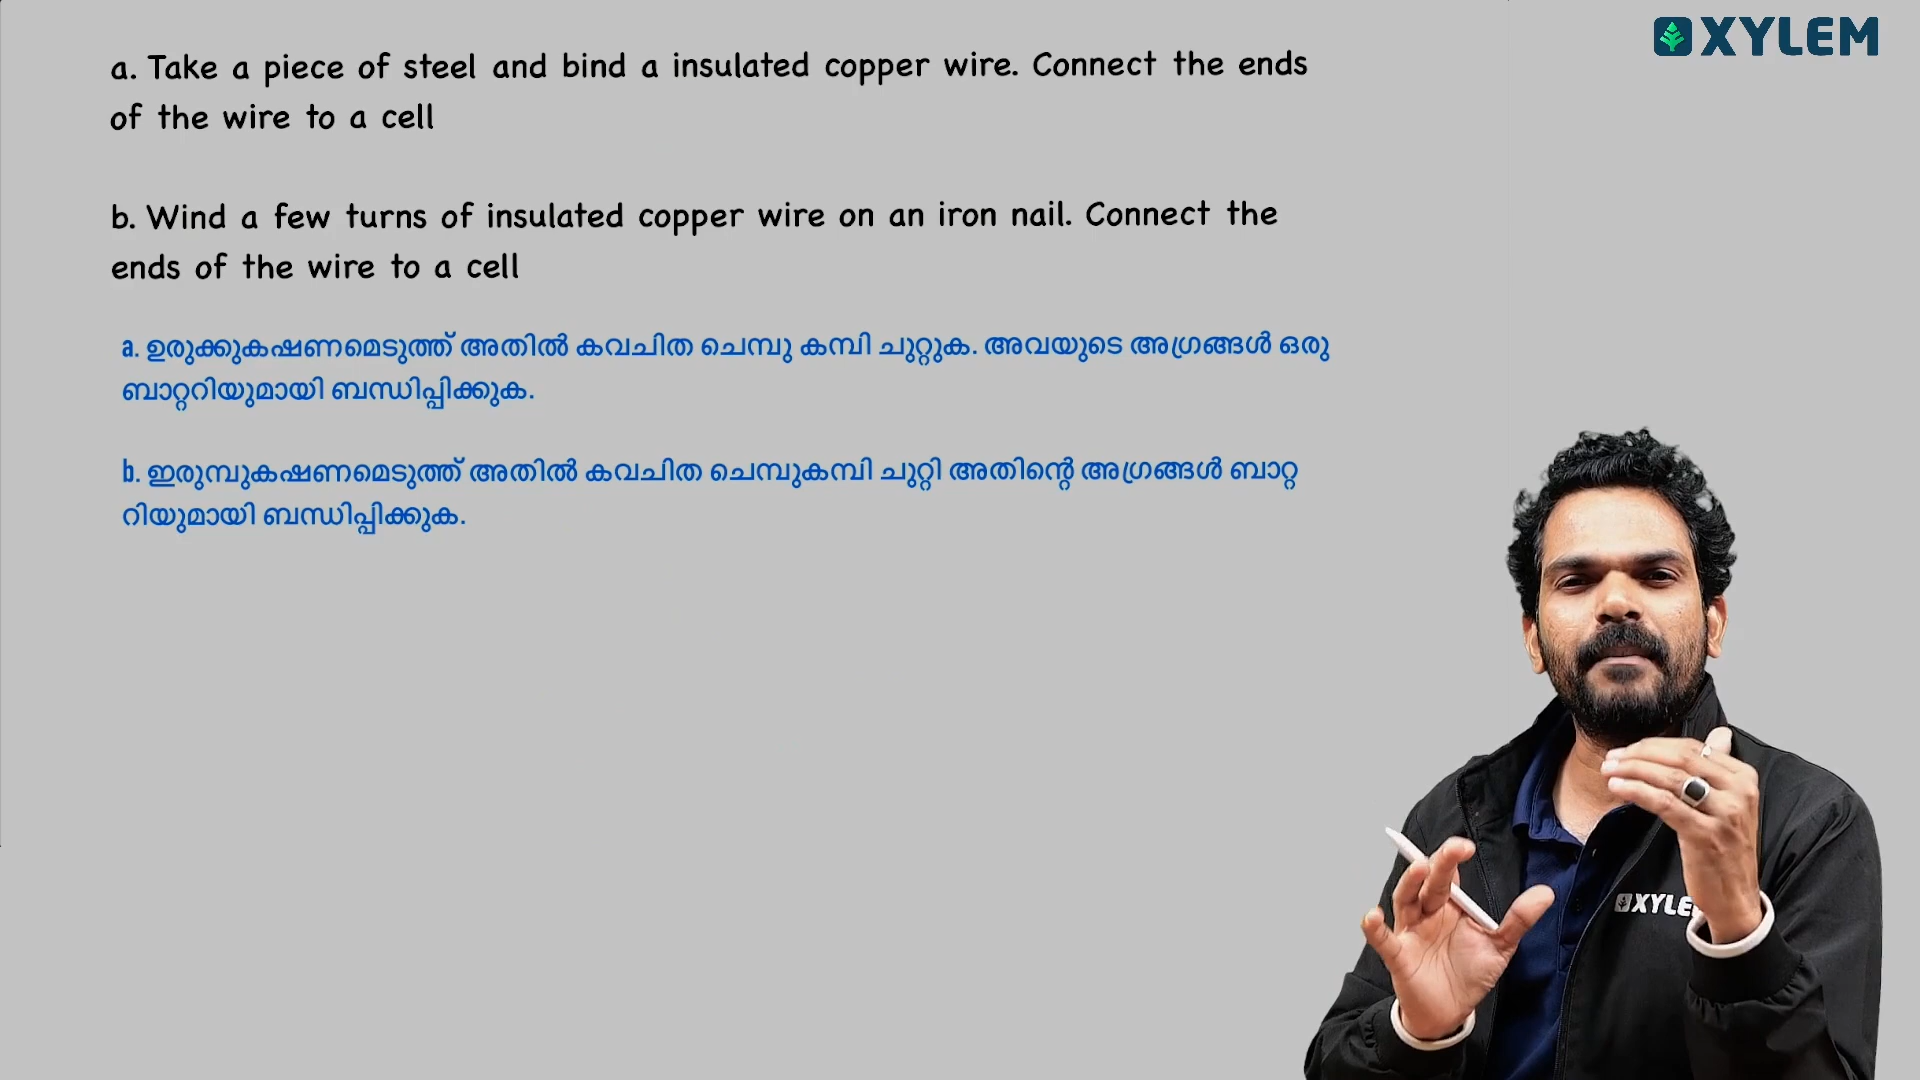 XYLEM
a. Take a piece of steel and bind a insulated copper wire. Connect the ends
of the wire to a cell
b. Wind a few turns of insulated copper wire on an iron nail. Connect the
ends of the wire to a cell
a. ഉരുക്കുകഷണമെടുത്ത് അതിൽ കവചിത ചെമ്പു കമ്പി ചുറ്റുക. അവയുടെ അഗ്രങ്ങൾ ഒരു
ബാറ്ററിയുമായി ബന്ധിപ്പിക്കുക.
b. ഇരുമ്പുകഷണമെടുത്ത് അതിൽ കവചിത ചെമ്പുകമ്പി ചുറ്റി അതിന്റെ അഗ്രങ്ങൾ ബാറ്റ
റിയുമായി ബന്ധിപ്പിക്കുക.
XYLE